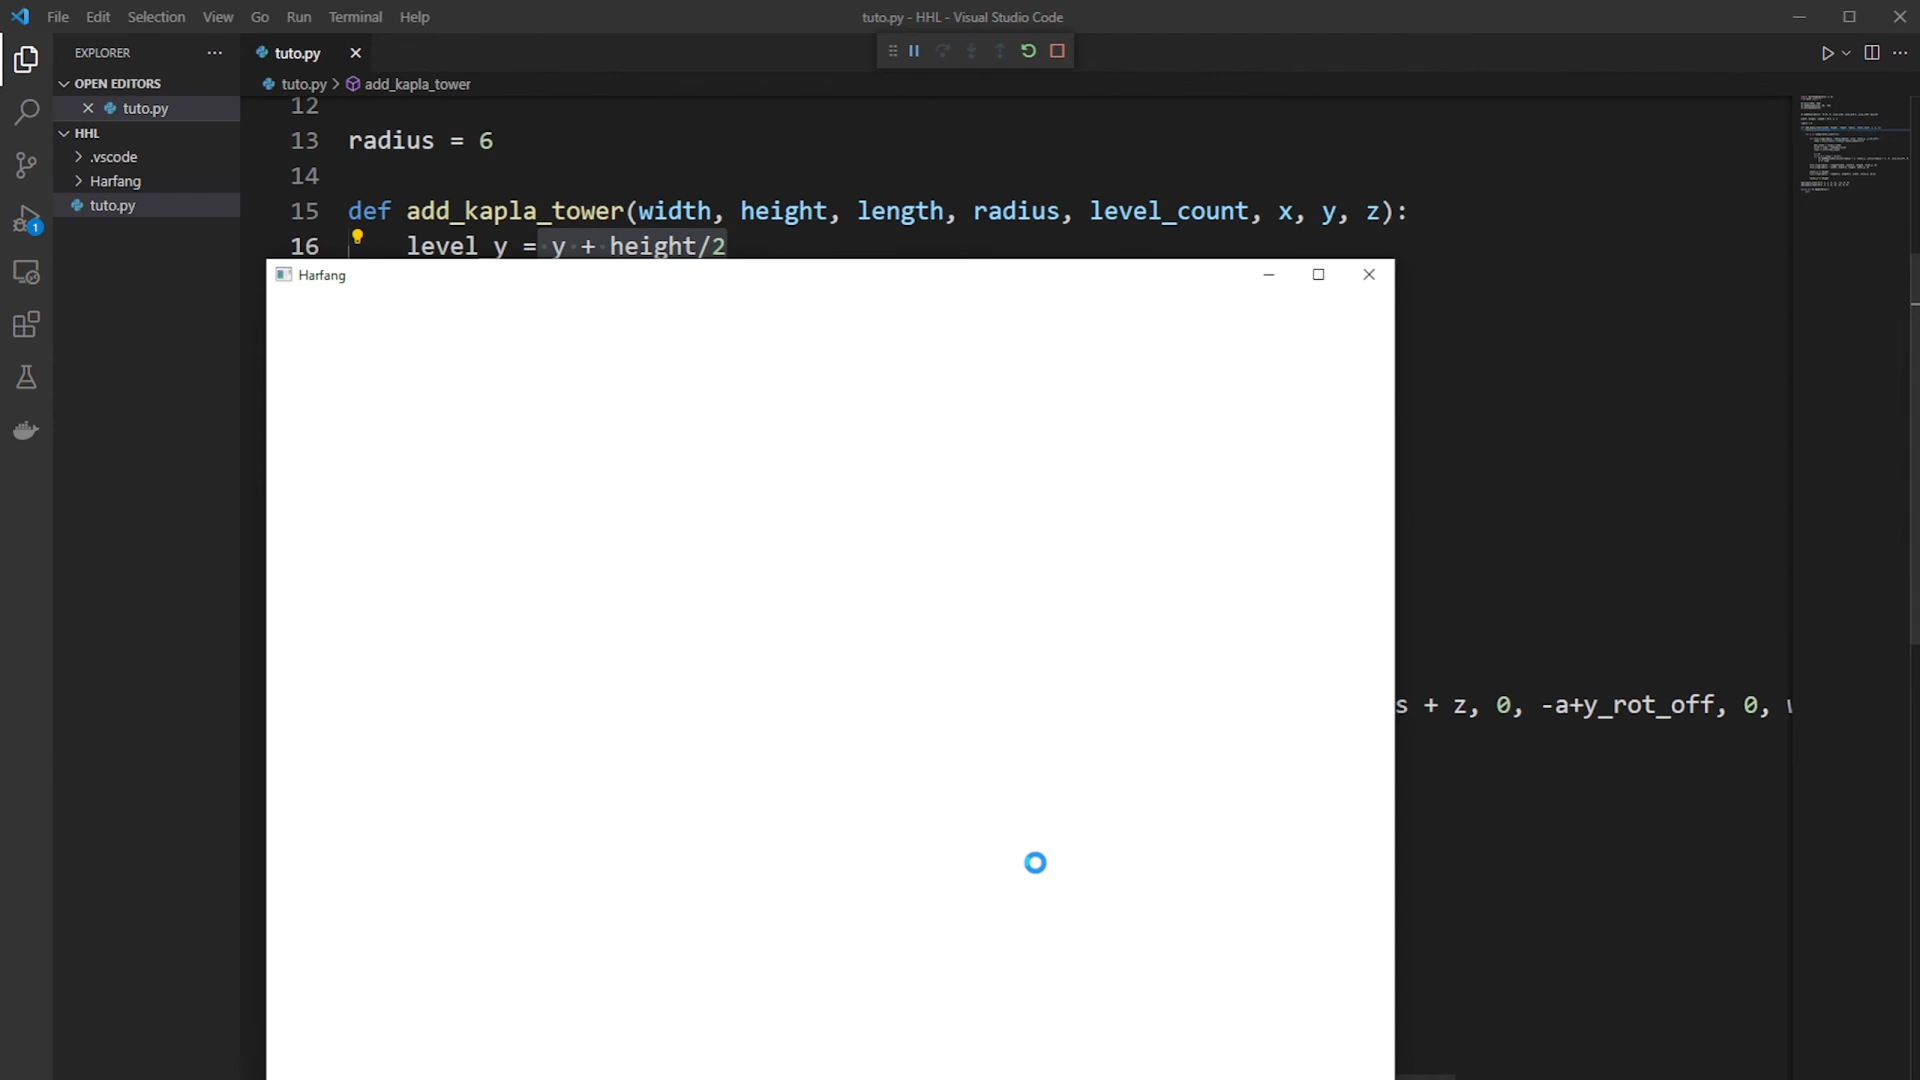 File Edit Selection View Go Run Terminal Help
tuto.py - HHL - Visual Studio Code
EXPLORER
tuto.py
OPEN EDITORS
tuto.py > add_kapla_tower
tuto.py
12
HHL
13 radius = 6
.vscode
14
Harfang
tuto.py
15 def add_kapla_tower(width, height, length, radius, level_count, x, y, z):
1
16 level_y = y + height/2
Harfang
s + z, 0, -a+y_rot_off, 0,